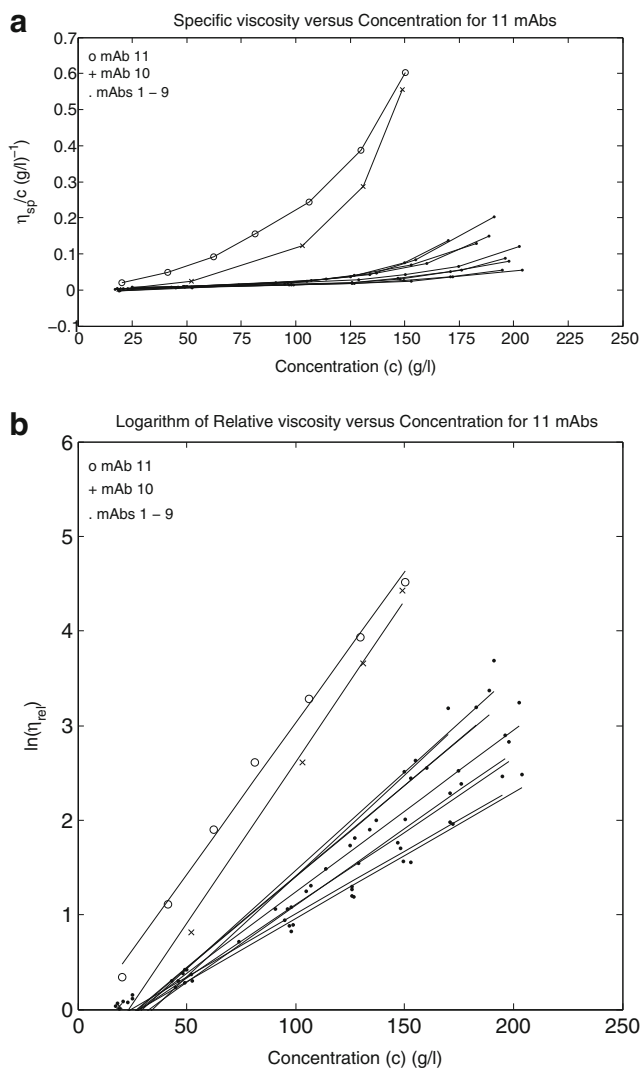 a
Specific viscosity versus Concentration for 11 mAbs
0.7
0.6
0.5
0.4
0.3
0.2
0.1
0
−0.1
o mAb 11
+ mAb 10
. mAbs 1 − 9
ηsp/c (g/l)−1
0 25 50 75 100 125 150 175 200 225 250
Concentration (c) (g/l)
b
Logarithm of Relative viscosity versus Concentration for 11 mAbs
6
5
4
3
2
1
0
o mAb 11
+ mAb 10
. mAbs 1 − 9
ln(ηrel)
0 50 100 150 200 250
Concentration (c) (g/l)